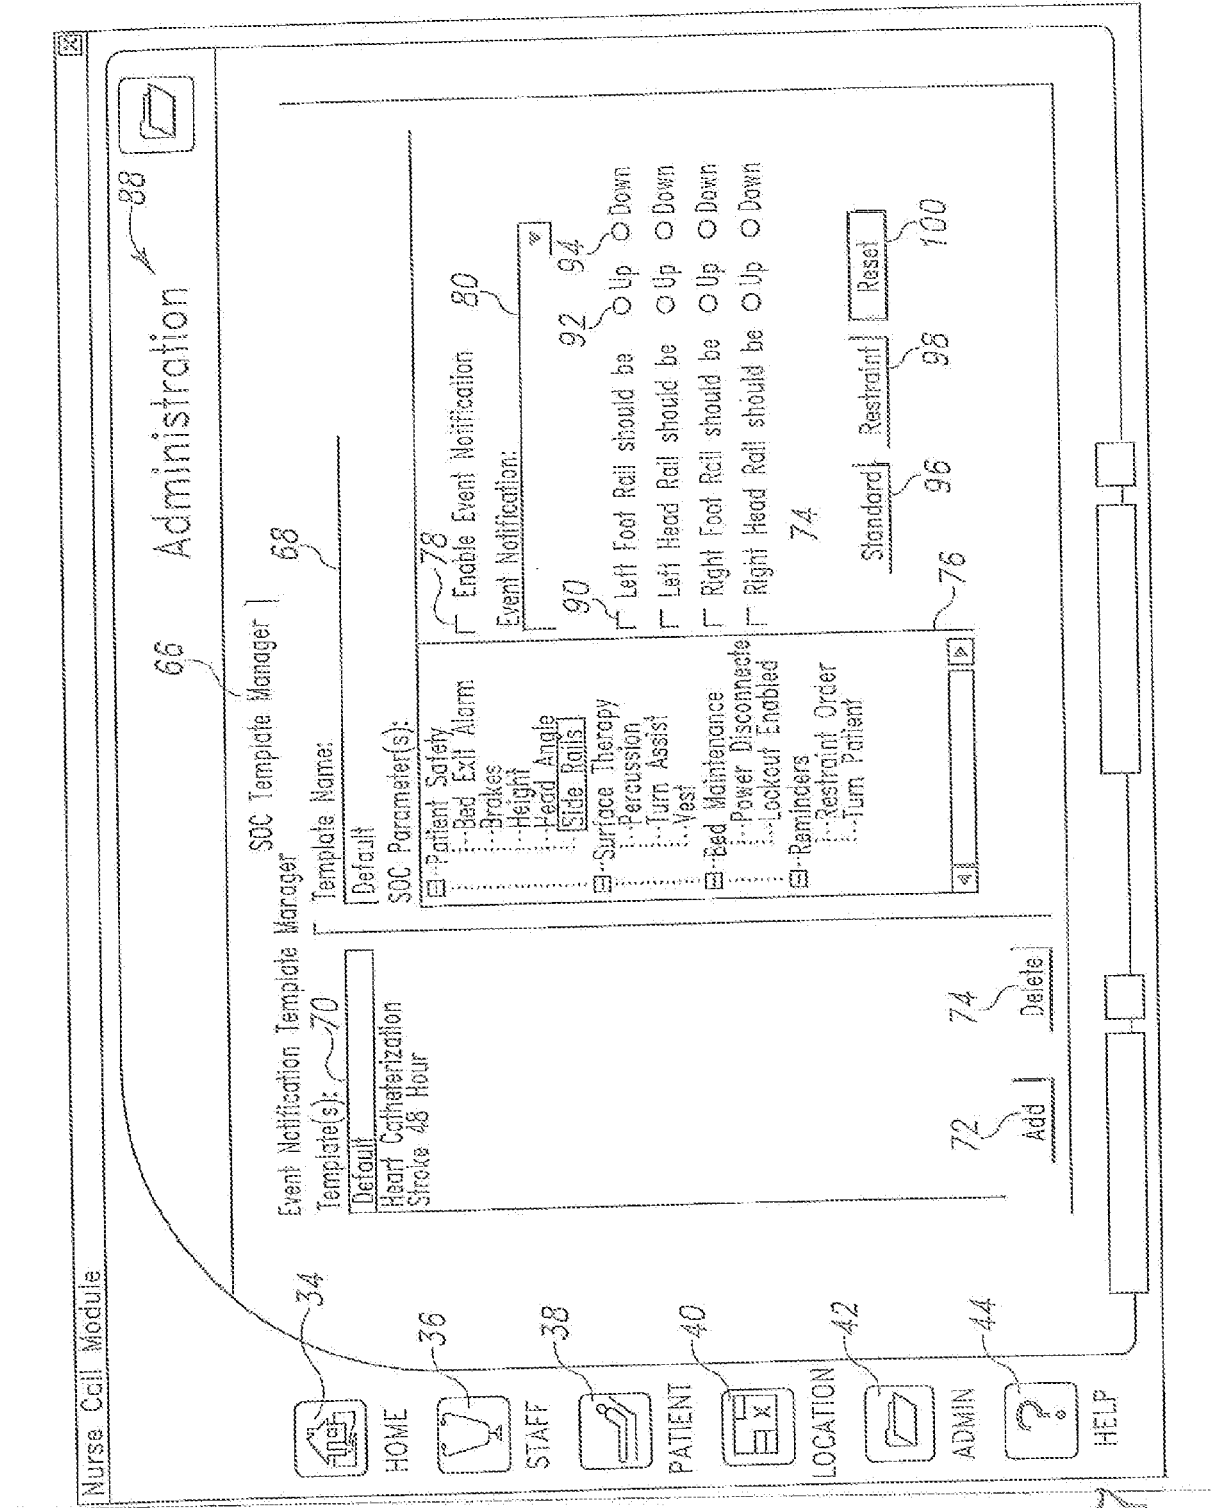 Nurse Call Module
Administration
88
66
SOC Template Manager
Event Notification Template Manager
Template(s):
70
Default
Heart Catheterization
Stroke 48 Hour
72
Add
74
Delete
Template Name:
68
Default
SOC Parameter(s):
Patient Safety
Bed Exit Alarm
Brakes
Height
Head Angle
Side Rails
Surface Therapy
Percussion
Turn Assist
Vest
Bed Maintenance
Power Disconnecte
Lockout Enabled
Reminders
Restraint Order
Turn Patient
76
78
Enable Event Notification
80
Event Notification:
90
92
94
Left Foot Rail should be Up Down
Left Head Rail should be Up Down
Right Foot Rail should be Up Down
Right Head Rail should be Up Down
74
Standard Restraint Reset
96 98 100
34
HOME
36
STAFF
38
PATIENT
40
LOCATION
42
ADMIN
44
HELP